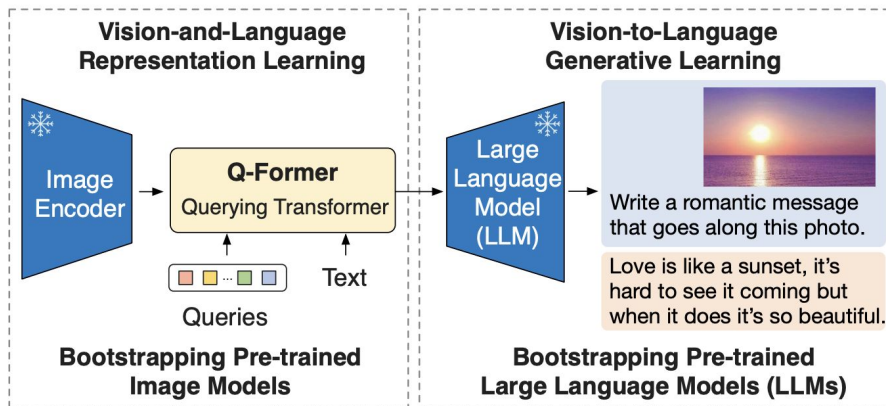 Vision-and-Language
Representation Learning
Image
Encoder
Q-Former
Querying Transformer
...
Queries
Text
Bootstrapping Pre-trained
Image Models
Vision-to-Language
Generative Learning
Large
Language
Model
(LLM)
Write a romantic message
that goes along this photo.
Love is like a sunset, it's
hard to see it coming but
when it does it's so beautiful.
Bootstrapping Pre-trained
Large Language Models (LLMs)